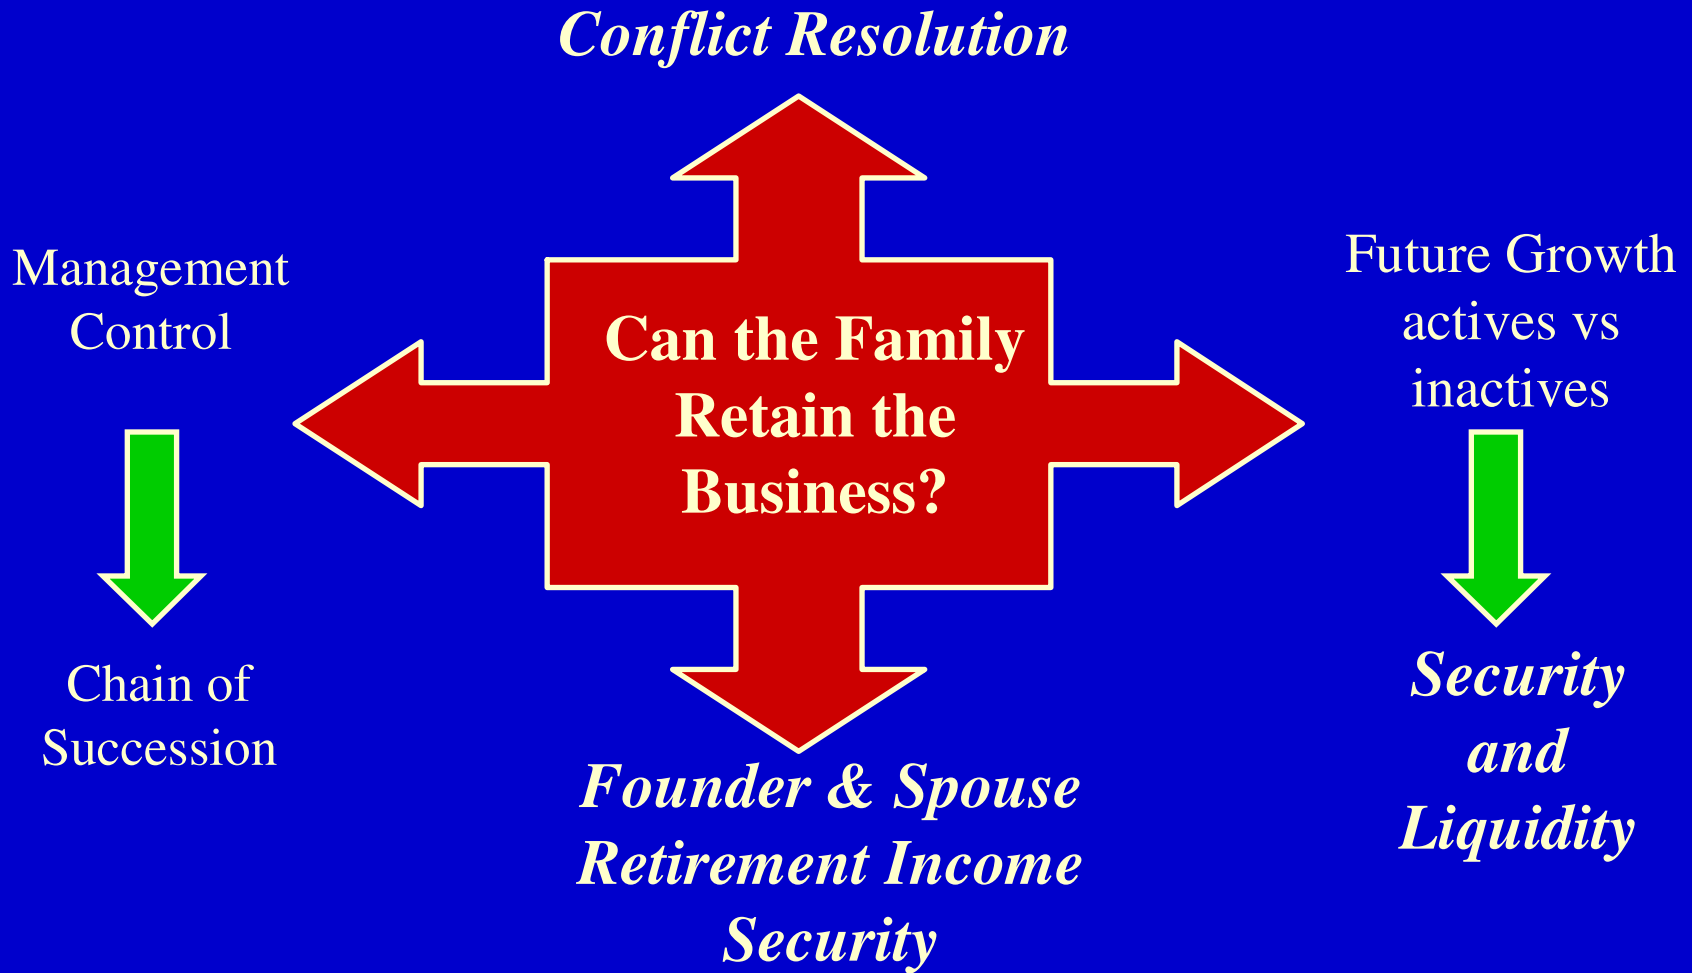 Conflict Resolution
Management
Control
Chain of
Succession
Can the Family
Retain the
Business?
Future Growth
actives vs
inactives
Security
and
Liquidity
Founder & Spouse
Retirement Income
Security